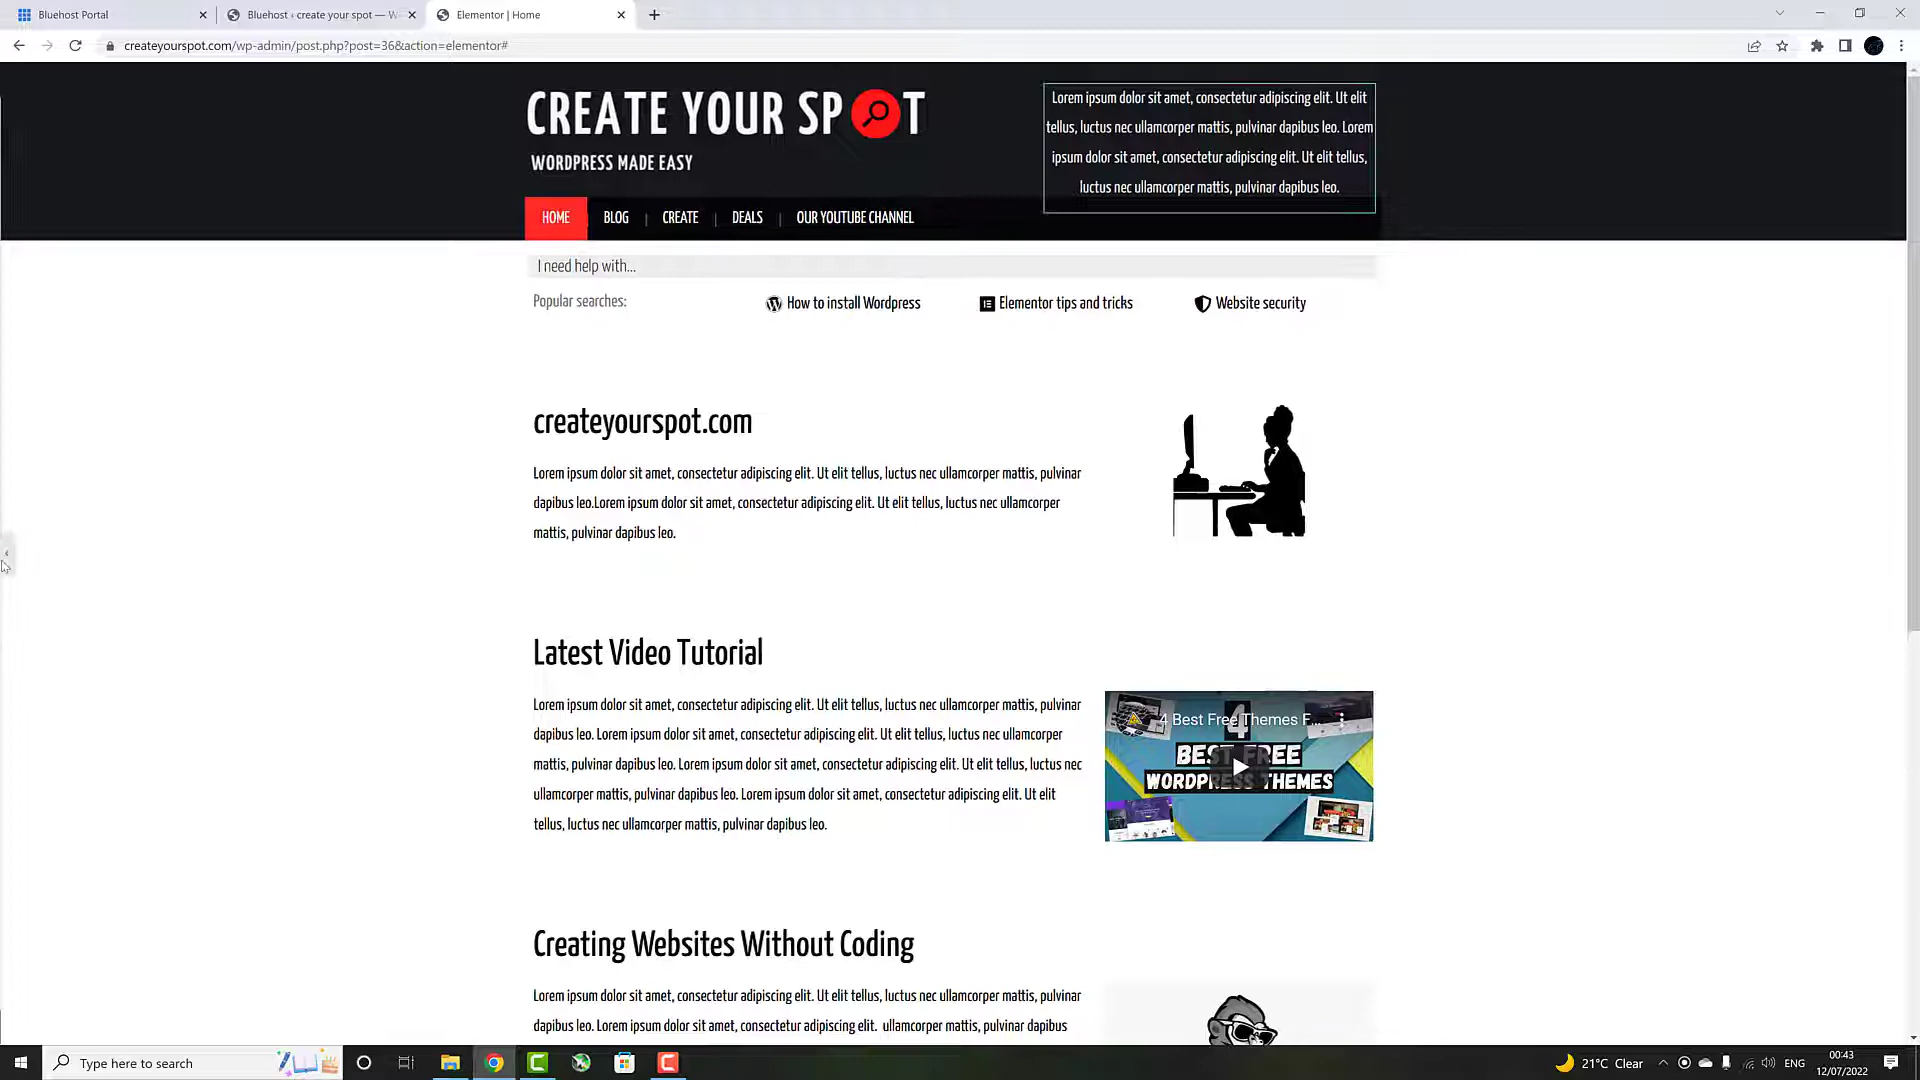 Bluehost Portal
Bluehost ‹ create your spot — W
Elementor | Home
createyourspot.com/wp-admin/post.php?post=36&action=elementor#
CREATE YOUR SPOT
WORDPRESS MADE EASY
Lorem ipsum dolor sit amet, consectetur adipiscing elit. Ut elit
tellus, luctus nec ullamcorper mattis, pulvinar dapibus leo. Lorem
ipsum dolor sit amet, consectetur adipiscing elit. Ut elit tellus,
luctus nec ullamcorper mattis, pulvinar dapibus leo.
HOME BLOG | CREATE | DEALS | OUR YOUTUBE CHANNEL
I need help with...
Popular searches: How to install Wordpress Elementor tips and tricks Website security
createyourspot.com
Lorem ipsum dolor sit amet, consectetur adipiscing elit. Ut elit tellus, luctus nec ullamcorper mattis, pulvinar
dapibus leo.Lorem ipsum dolor sit amet, consectetur adipiscing elit. Ut elit tellus, luctus nec ullamcorper
mattis, pulvinar dapibus leo.
Latest Video Tutorial
Lorem ipsum dolor sit amet, consectetur adipiscing elit. Ut elit tellus, luctus nec ullamcorper mattis, pulvinar
dapibus leo. Lorem ipsum dolor sit amet, consectetur adipiscing elit. Ut elit tellus, luctus nec ullamcorper
mattis, pulvinar dapibus leo. Lorem ipsum dolor sit amet, consectetur adipiscing elit. Ut elit tellus, luctus nec
ullamcorper mattis, pulvinar dapibus leo. Lorem ipsum dolor sit amet, consectetur adipiscing elit. Ut elit
tellus, luctus nec ullamcorper mattis, pulvinar dapibus leo.
4 Best Free Themes F...
4
BEST FREE
WORDPRESS THEMES
Creating Websites Without Coding
Lorem ipsum dolor sit amet, consectetur adipiscing elit. Ut elit tellus, luctus nec ullamcorper mattis, pulvinar
dapibus leo. Lorem ipsum dolor sit amet, consectetur adipiscing elit. ullamcorper mattis, pulvinar dapibus
Type here to search
21°C Clear
ENG
00:43
12/07/2022